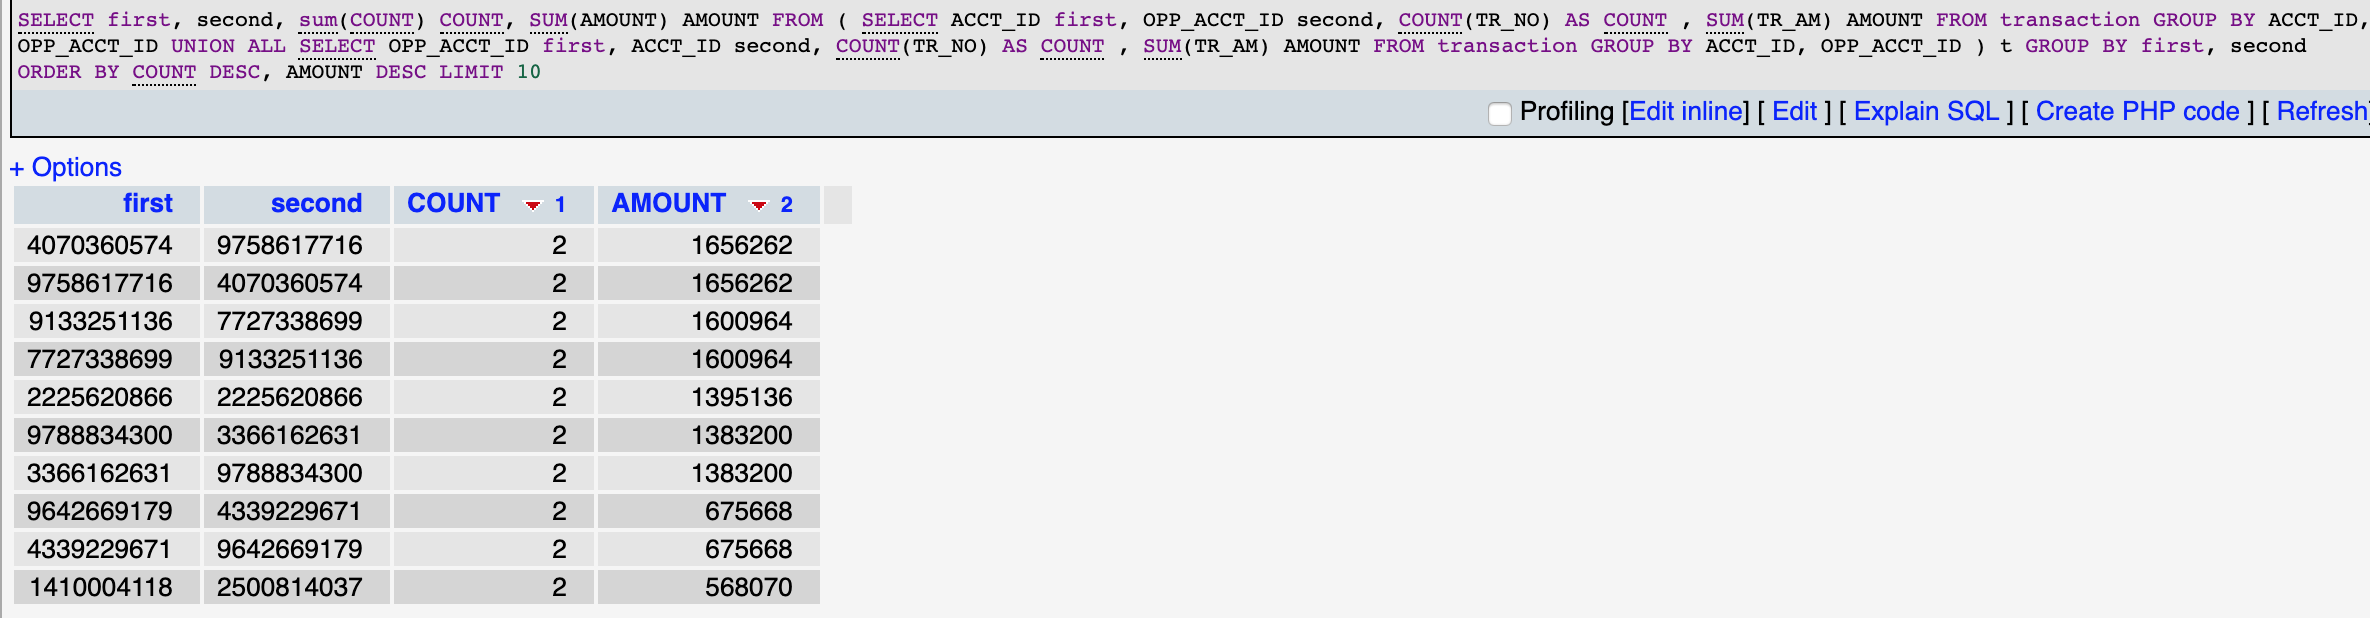 SELECT first, second, sum(COUNT) COUNT, SUM(AMOUNT) AMOUNT FROM ( SELECT ACCT_ID first, OPP_ACCT_ID second, COUNT(TR_NO) AS COUNT , SUM(TR_AM) AMOUNT FROM transaction GROUP BY ACCT_ID,
OPP_ACCT_ID UNION ALL SELECT OPP_ACCT_ID first, ACCT_ID second, COUNT(TR_NO) AS COUNT , SUM(TR_AM) AMOUNT FROM transaction GROUP BY ACCT_ID, OPP_ACCT_ID ) t GROUP BY first, second
ORDER BY COUNT DESC, AMOUNT DESC LIMIT 10
Profiling [Edit inline] [ Edit ] [ Explain SQL ] [ Create PHP code ] [ Refresh]
+ Options
first second COUNT 1 AMOUNT 2
4070360574 9758617716 2 1656262
9758617716 4070360574 2 1656262
9133251136 7727338699 2 1600964
7727338699 9133251136 2 1600964
2225620866 2225620866 2 1395136
9788834300 3366162631 2 1383200
3366162631 9788834300 2 1383200
9642669179 4339229671 2 675668
4339229671 9642669179 2 675668
1410004118 2500814037 2 568070